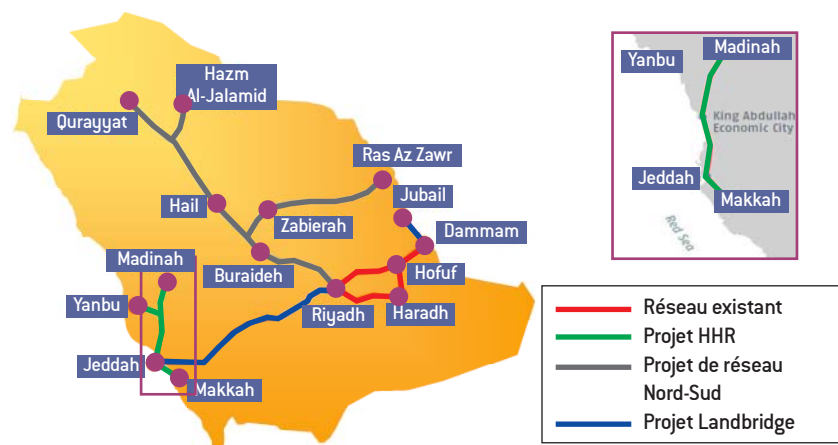 Hazm
Al-Jalamid
Qurayyat
Ras Az Zawr
Jubail
Hail
Zabierah
Dammam
Madinah
Buraideh
Hofuf
Yanbu
Riyadh
Haradh
Jeddah
Makkah
Yanbu
Madinah
King Abdullah
Economic City
Jeddah
Makkah
Red Sea
Réseau existant
Projet HHR
Projet de réseau
Nord-Sud
Projet Landbridge